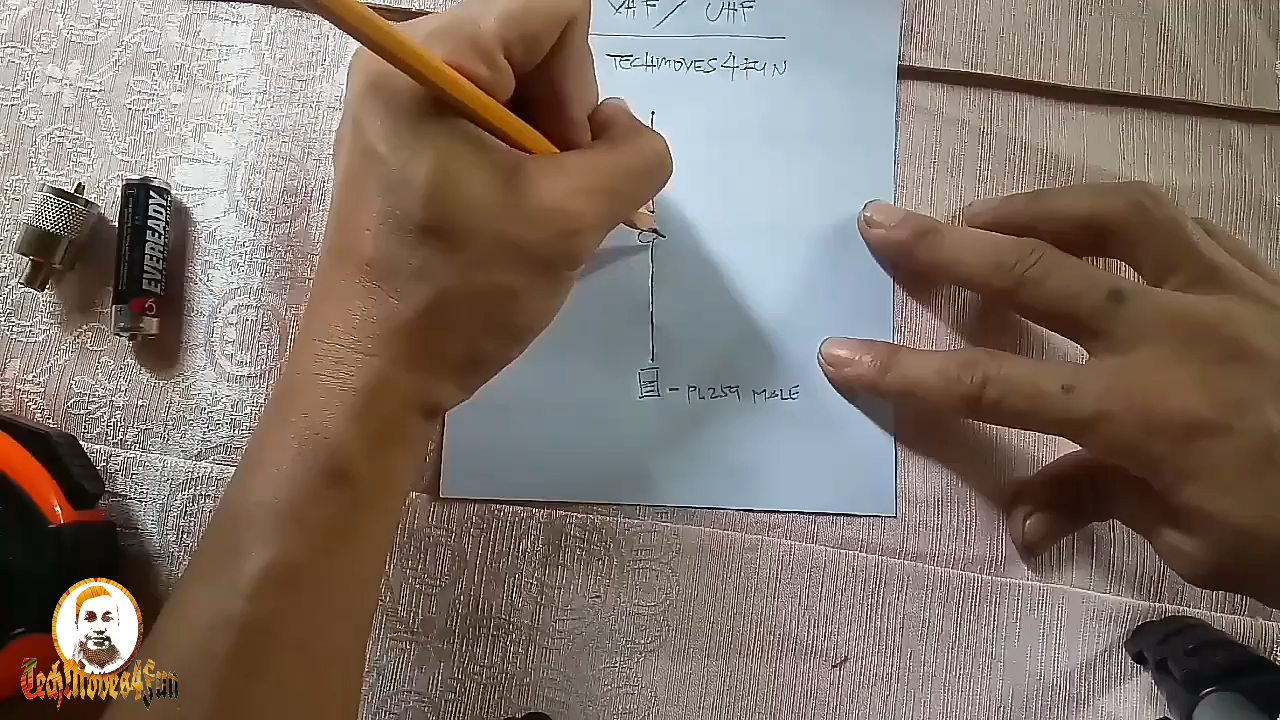 VHF / UHF
TECHMOVES4FUN
EVEREADY
- PL259 MALE
TechMoves4Fun